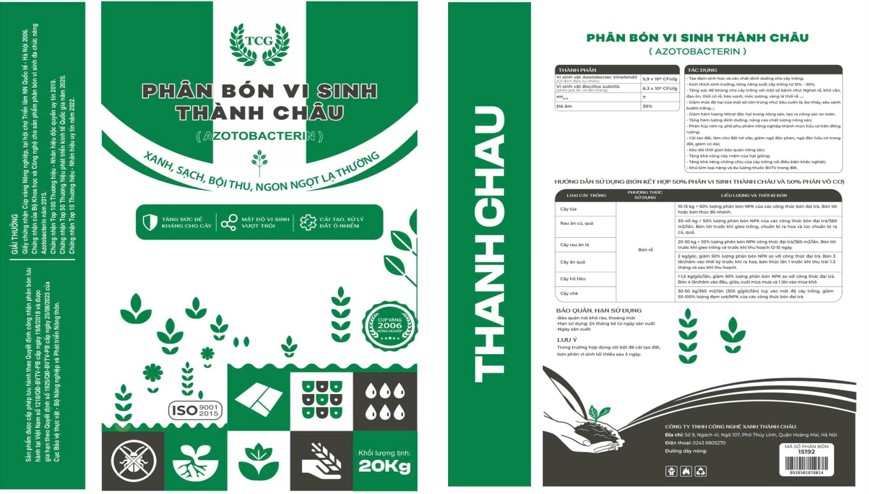 GIẢI THƯỞNG
Giấy chứng nhận Cúp vàng Nông nghiệp, tại hội chợ Triển lãm NN Quốc tế - Hà Nội 2006.
Chứng nhận của Bộ Khoa học và Công nghệ cho sản phẩm phân bón vi sinh đa chức năng
Azotobacterin năm 2015.
Chứng nhận Top 100 Thương hiệu - Nhãn hiệu độc quyền uy tín 2019.
Chứng nhận Top 50 Thương hiệu phát triển kinh tế Quốc gia năm 2020.
Chứng nhận Top 10 Thương hiệu - Nhãn hiệu uy tín năm 2022.
Sản phẩm được cấp phép lưu hành theo Quyết định công nhận phân bón lưu
hành tại Việt Nam số 1218/QĐ-BVTV-PB cấp ngày 19/6/2018 và được
gia hạn theo Quyết định số 1925/QĐ-BVTV-PB cấp ngày 25/08/2023 của
Cục Bảo vệ thực vật - Bộ Nông nghiệp và Phát triển Nông thôn.
TCG
PHÂN BÓN VI SINH
THÀNH CHÂU
( AZOTOBACTERIN )
XANH, SẠCH, BỘI THU, NGON NGỌT LẠ THƯỜNG
TĂNG SỨC ĐỀ
KHÁNG CHO CÂY
MẬT ĐỘ VI SINH
VƯỢT TRỘI
CẢI TẠO, XỬ LÝ
ĐẤT Ô NHIỄM
CÚP VÀNG
2006
NÔNG NGHIỆP
ISO 9001
2015
Khối lượng tịnh:
20Kg
THANH CHAU
PHÂN BÓN VI SINH THÀNH CHÂU
( AZOTOBACTERIN )
THÀNH PHẦN
Vi sinh vật Azotobacter Vinelandii
5,9 x 10⁶ CFU/g
Vi sinh vật Bacillus subtilis
6,3 x 10⁶ CFU/g
7
Độ ẩm
30%
TÁC DỤNG
- Tạo đạm sinh học và các chất dinh dưỡng cho cây trồng;
- Kích thích sinh trưởng, tăng năng suất cây trồng từ 15% - 30%;
- Tăng sức đề kháng cho cây trồng với một số bệnh như: Nghẹt rễ, khô vằn,
đạo ôn, thối cổ rễ, héo xanh, mốc sương, vàng lá thối rễ, ...;
- Giảm mức độ hại của một số côn trùng như: Sâu cuốn lá, bọ nhảy, sâu xanh
bướm trắng,..;
- Giảm hàm lượng Nitrat độc hại trong nông sản, tạo ra nông sản an toàn;
- Tăng hàm lượng dinh dưỡng, nâng cao chất lượng nông sản;
- Phân hủy rơm rạ, phế phụ phẩm nông nghiệp thành mùn hữu cơ trên đồng
ruộng;
- Cải tạo đất, làm cho đất tơi xốp, giảm ngộ độc phèn, ngộ độc hữu cơ trong
đất, giảm cỏ dại;
- Kéo dài thời gian bảo quản nông sản;
- Tăng khả năng nảy mầm của hạt giống;
- Tăng khả năng chống chịu của cây trồng với điều kiện khắc nghiệt;
- Khử kim loại nặng và dư lượng thuốc BVTV trong đất.
HƯỚNG DẪN SỬ DỤNG (BÓN KẾT HỢP 50% PHÂN VI SINH THÀNH CHÂU VÀ 50% PHÂN VÔ CƠ)
LOẠI CÂY TRỒNG
PHƯƠNG THỨC
SỬ DỤNG
LIỀU LƯỢNG VÀ THỜI KÌ BÓN
Cây lúa
10-15 kg + 50% lượng phân bón NPK của các công thức bón đại trà. Bón lót
hoặc bón thúc đẻ nhánh.
Rau ăn củ, quả
30-40 kg + 50% lượng phân bón NPK của các công thức bón đại trà/360
m2/lần. Bón lót trước khi gieo trồng, chuẩn bị ra hoa và lúc chuẩn bị ra
củ, quả.
Cây rau ăn lá
20-30 kg + 50% lượng phân bón NPK công thức đại trà/360 m2/lần. Bón lót
trước khi gieo trồng và trước khi thu hoạch 12-15 ngày
Bón rễ
Cây ăn quả
2 kg/gốc, giảm 50% lượng phân bón NPK so với công thức đại trà. Bón 3
lần/năm vào thời kỳ trước khi ra hoa, bón thúc lần 1 trước khi thu trái 1-2
tháng và sau khi thu hoạch.
Cây hồ tiêu
1-1,5 kg/gốc/lần, giảm 50% lượng phân bón NPK so với công thức đại trà.
Bón 4 lần/năm vào đầu, giữa, cuối mùa mưa và 1 lần vào mùa khô
Cây chè
30-50 kg/360 m2/lần (300 g/gốc/lần) tuỳ vào mật độ cây trồng, giảm
50-100% lượng đạm urê/NPK của các công thức bón đại trà
BẢO QUẢN, HẠN SỬ DỤNG
-Bảo quản nơi khô ráo, thoáng mát
-Hạn sử dụng: 24 tháng kể từ ngày sản xuất
-Ngày sản xuất:
LƯU Ý
Trong trường hợp dùng vôi bột để cải tạo đất,
bón phân vi sinh tối thiểu sau 5 ngày.
CÔNG TY TNHH CÔNG NGHỆ XANH THÀNH CHÂU.
Địa chỉ: Số 9, Ngách 41, Ngõ 107, Phố Thúy Lĩnh, Quận Hoàng Mai, Hà Nội
Điện thoại: 0243 6905270
Đường dây nóng:
MÃ SỐ PHÂN BÓN
15192
8938505878014